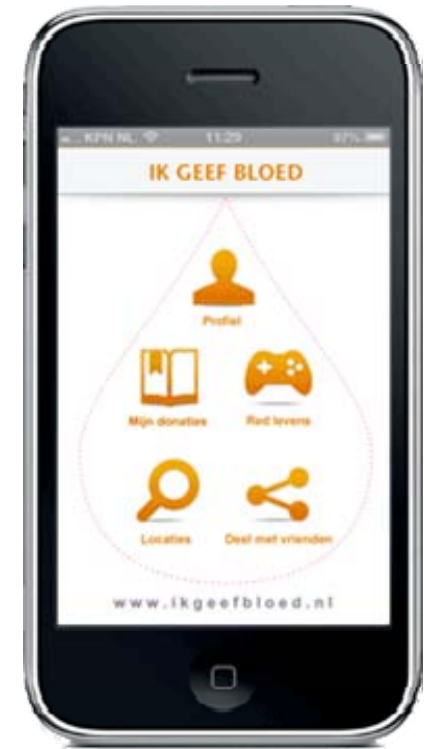 KPN NL 11:29 97%
IK GEEF BLOED
Profiel
Mijn donaties Red levens
Locaties Deel met vrienden
www.ikgeefbloed.nl